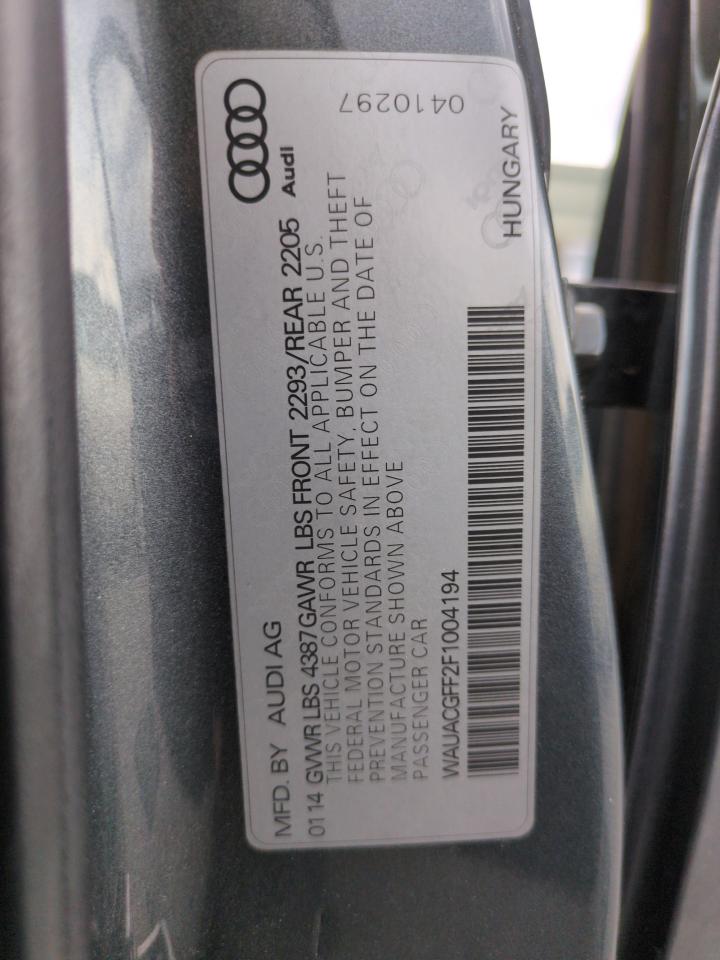 MFD. BY AUDI AG
0114 GVWR LBS 4387 GAWR LBS FRONT 2293/REAR 2205
THIS VEHICLE CONFORMS TO ALL APPLICABLE U.S.
FEDERAL MOTOR VEHICLE SAFETY, BUMPER AND THEFT
PREVENTION STANDARDS IN EFFECT ON THE DATE OF
MANUFACTURE SHOWN ABOVE
PASSENGER CAR
WAUACGFF2F1004194
Audi
0410297
HUNGARY